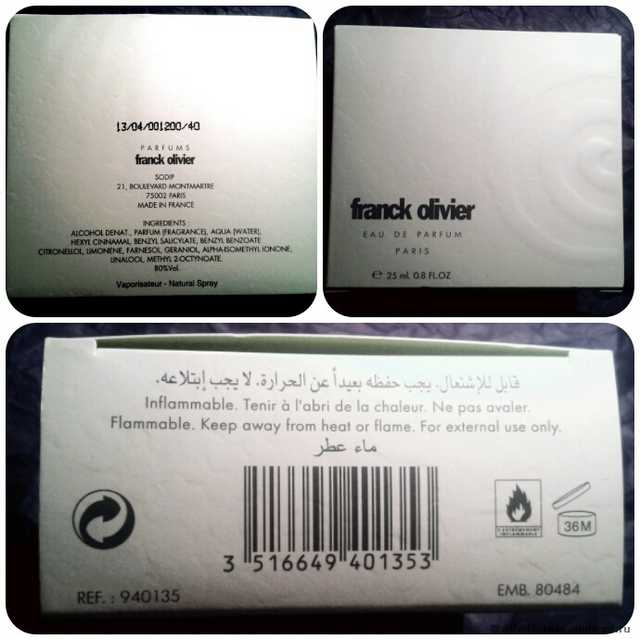 13/04/001200/40
PARFUMS
franck olivier
SODIP
21, BOULEVARD MONTMARTRE
75002 PARIS
MADE IN FRANCE
INGREDIENTS :
ALCOHOL DENAT., PARFUM (FRAGRANCE), AQUA (WATER),
HEXYL CINNAMAL, BENZYL SALICYLATE, BENZYL BENZOATE
CITRONELLOL, LIMONENE, FARNESOL, GERANIOL, ALPHA-ISOMETHYL IONONE,
LINALOOL, METHYL 2-OCTYNOATE.
80%Vol.
Vaporisateur - Natural Spray
franck olivier
EAU DE PARFUM
PARIS
℮ 25 ml. 0.8 FL.OZ
قابل للإشتعال. يجب حفظه بعيداً عن الحرارة. لا يجب إبتلاعه.
Inflammable. Tenir à l'abri de la chaleur. Ne pas avaler.
Flammable. Keep away from heat or flame. For external use only.
ماء عطر
EXTRÊMEMENT
INFLAMMABLE
36M
3 516649 401353
REF. : 940135
EMB. 80484